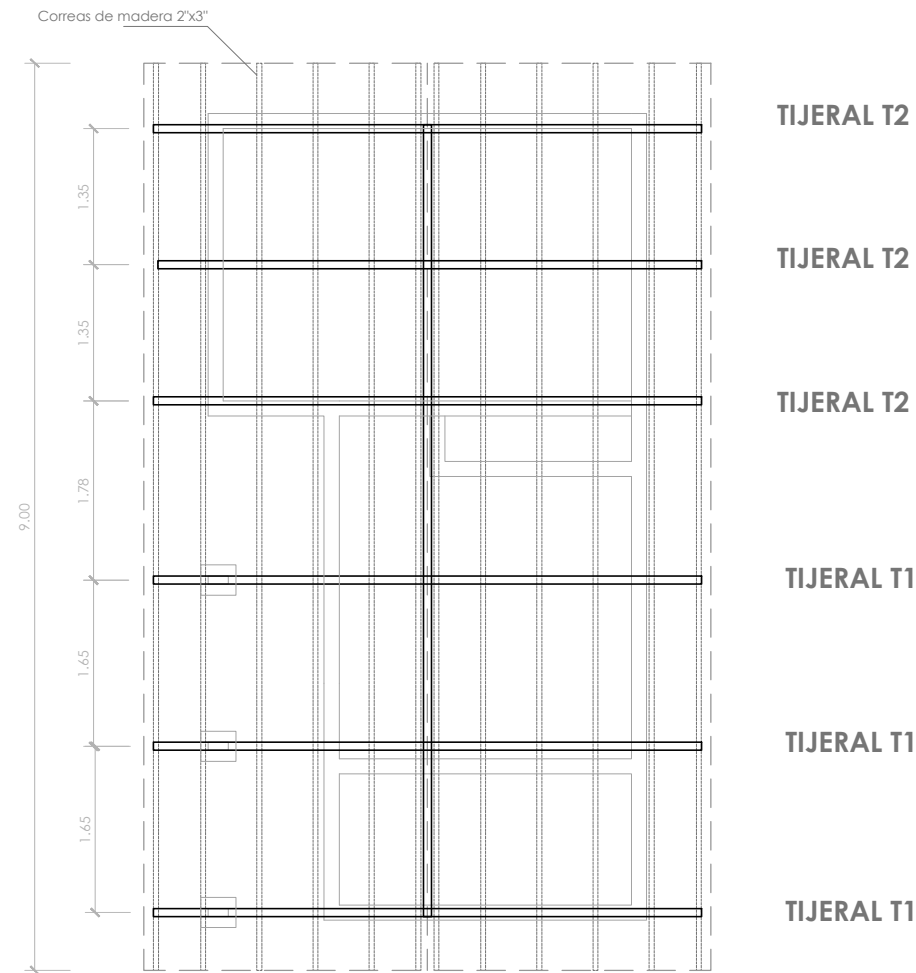 Correas de madera 2"x3"
TIJERAL T2
1.35
TIJERAL T2
1.35
TIJERAL T2
1.78
9.00
TIJERAL T1
1.65
TIJERAL T1
1.65
TIJERAL T1